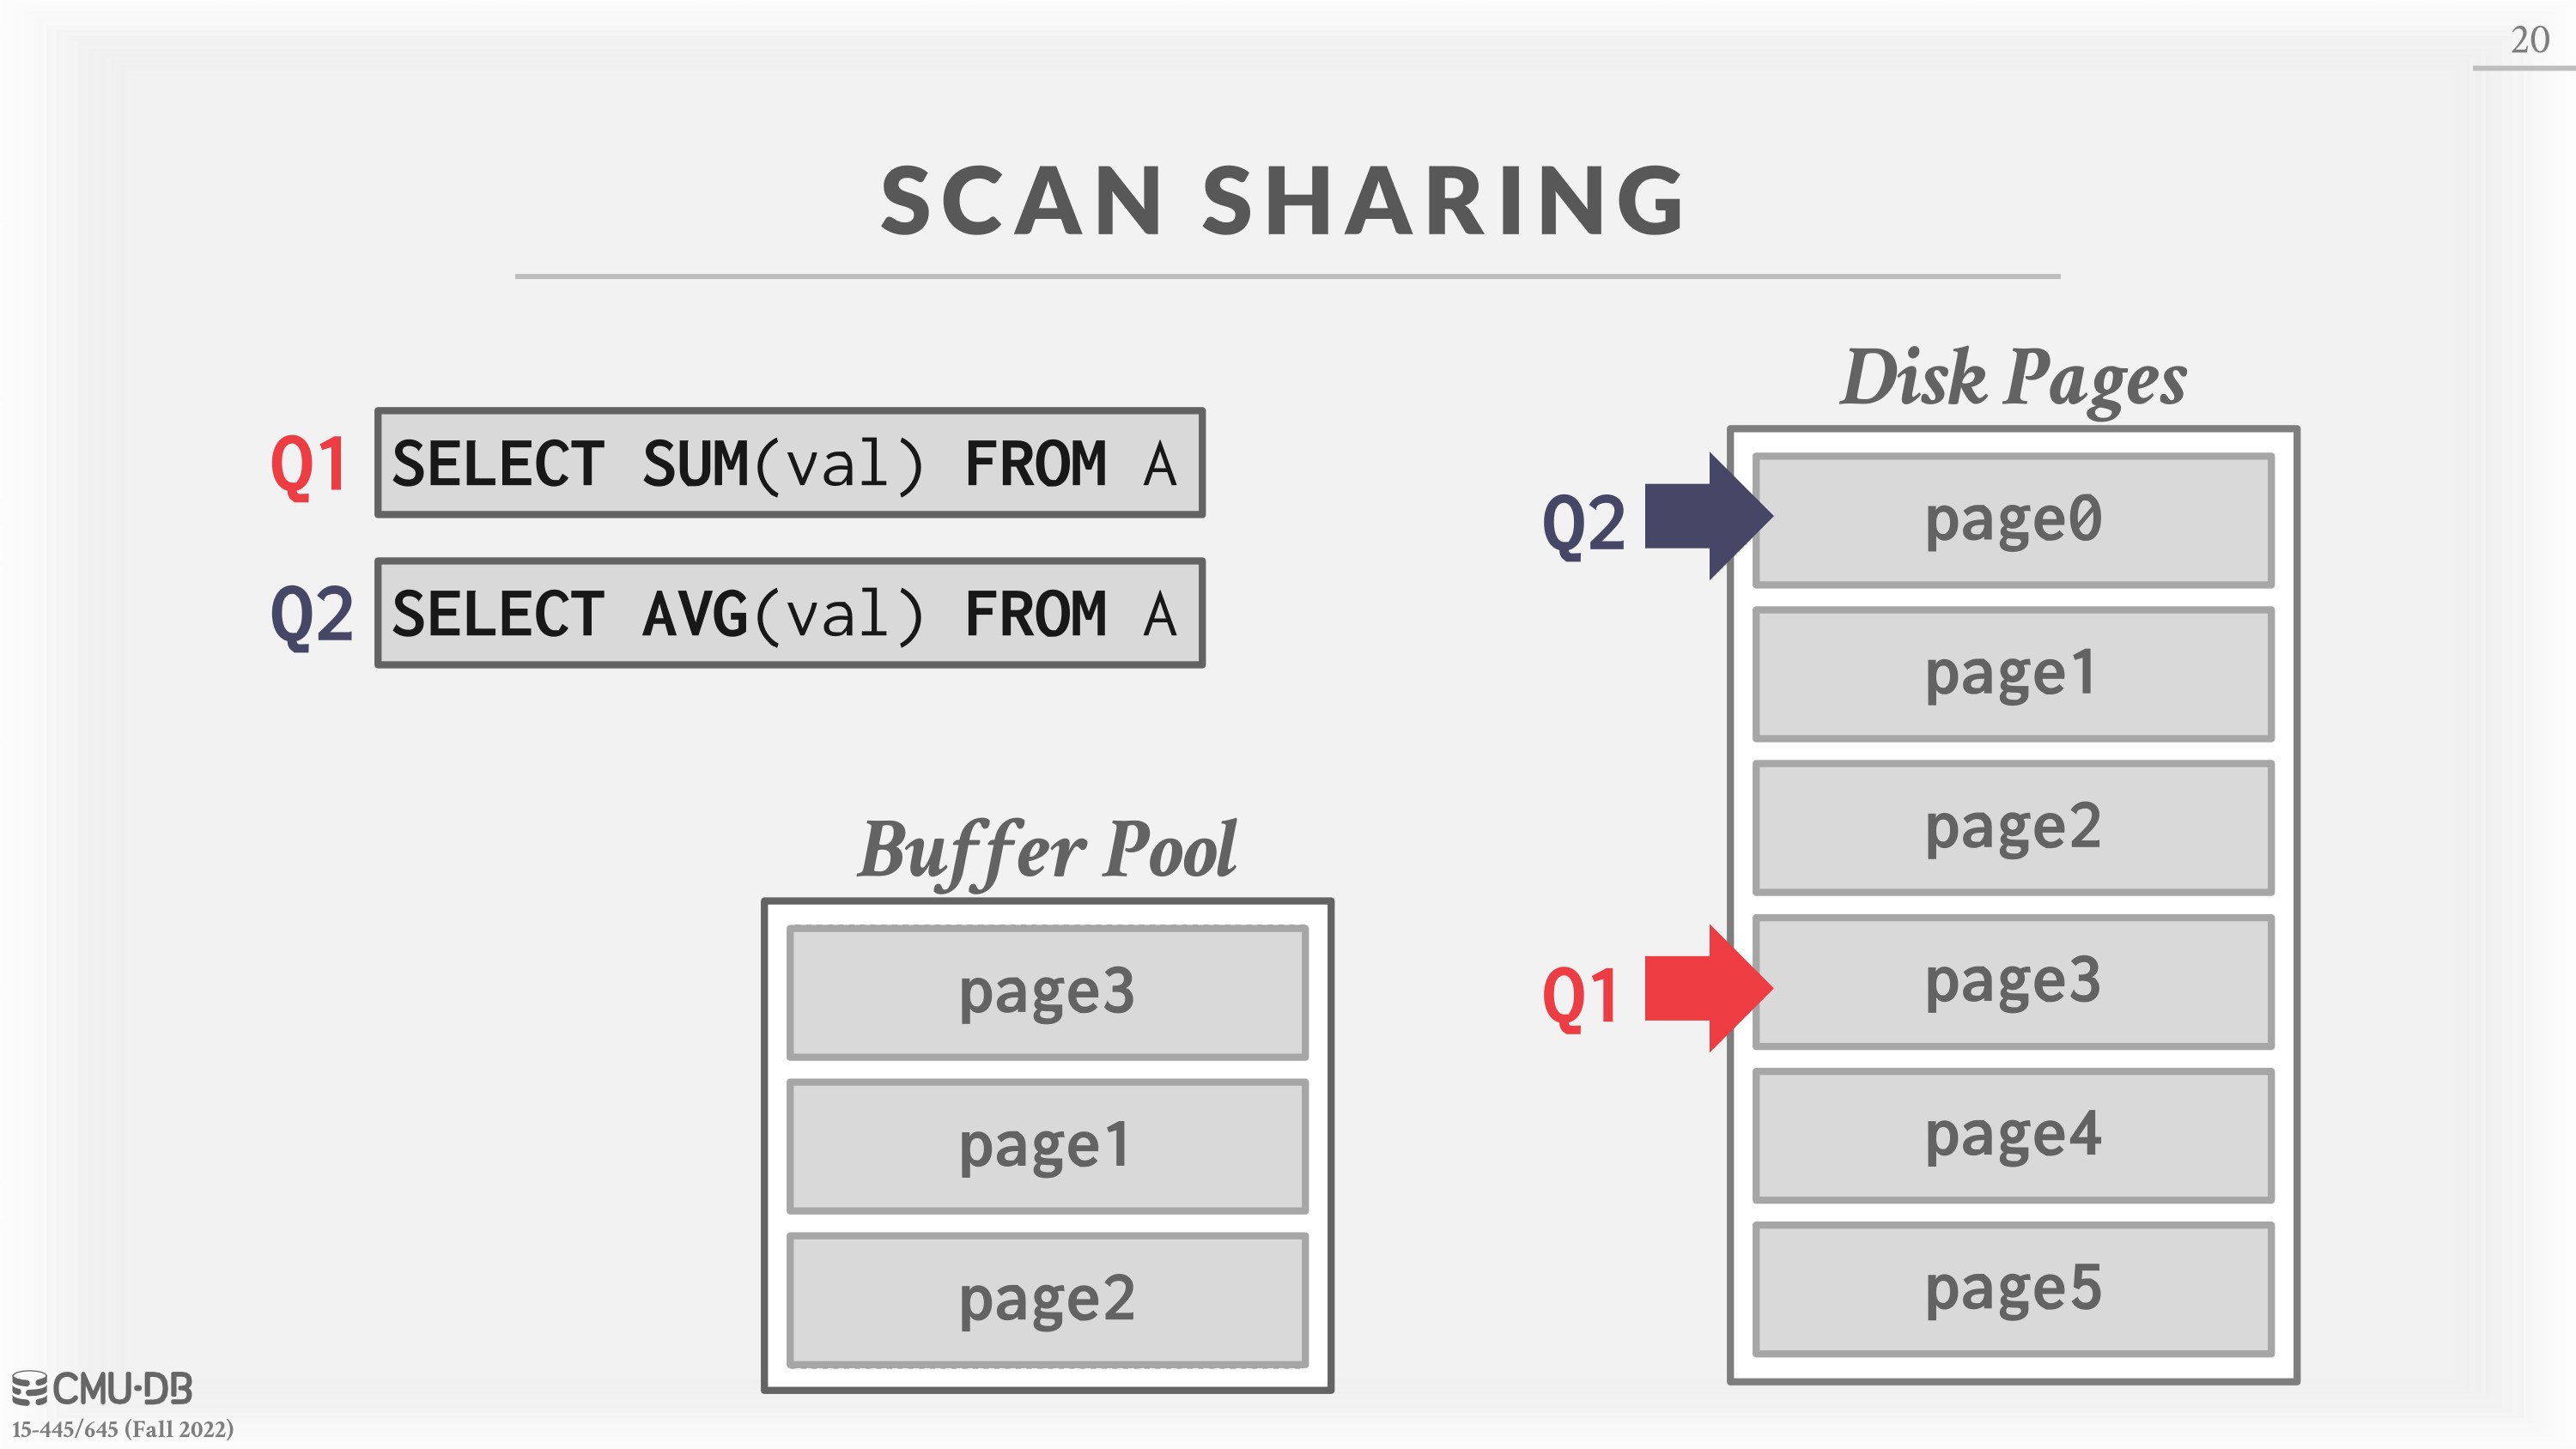 20
SCAN SHARING
Q1 SELECT SUM(val) FROM A
Q2 SELECT AVG(val) FROM A
Buffer Pool
page3
page1
page2
Disk Pages
Q2 page0
page1
page2
Q1 page3
page4
page5
CMU·DB
15-445/645 (Fall 2022)